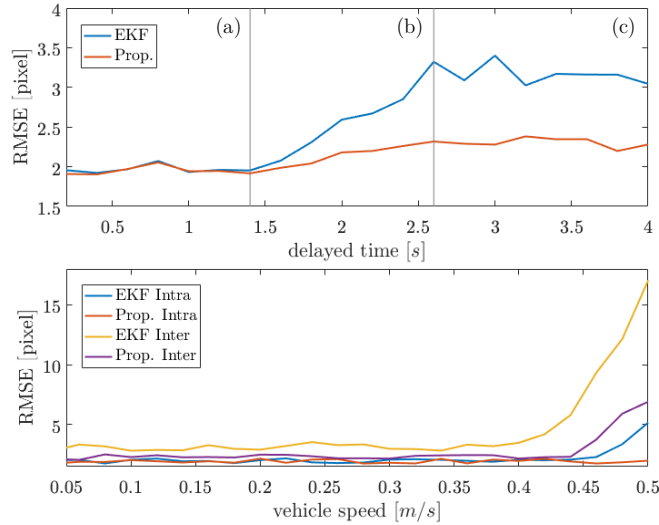 4
3.5
3
2.5
2
1.5
RMSE [pixel]
EKF
Prop.
(a)
(b)
(c)
0.5
1
1.5
2
2.5
3
3.5
4
delayed time [s]
15
10
5
RMSE [pixel]
EKF Intra
Prop. Intra
EKF Inter
Prop. Inter
0.05
0.1
0.15
0.2
0.25
0.3
0.35
0.4
0.45
0.5
vehicle speed [m/s]